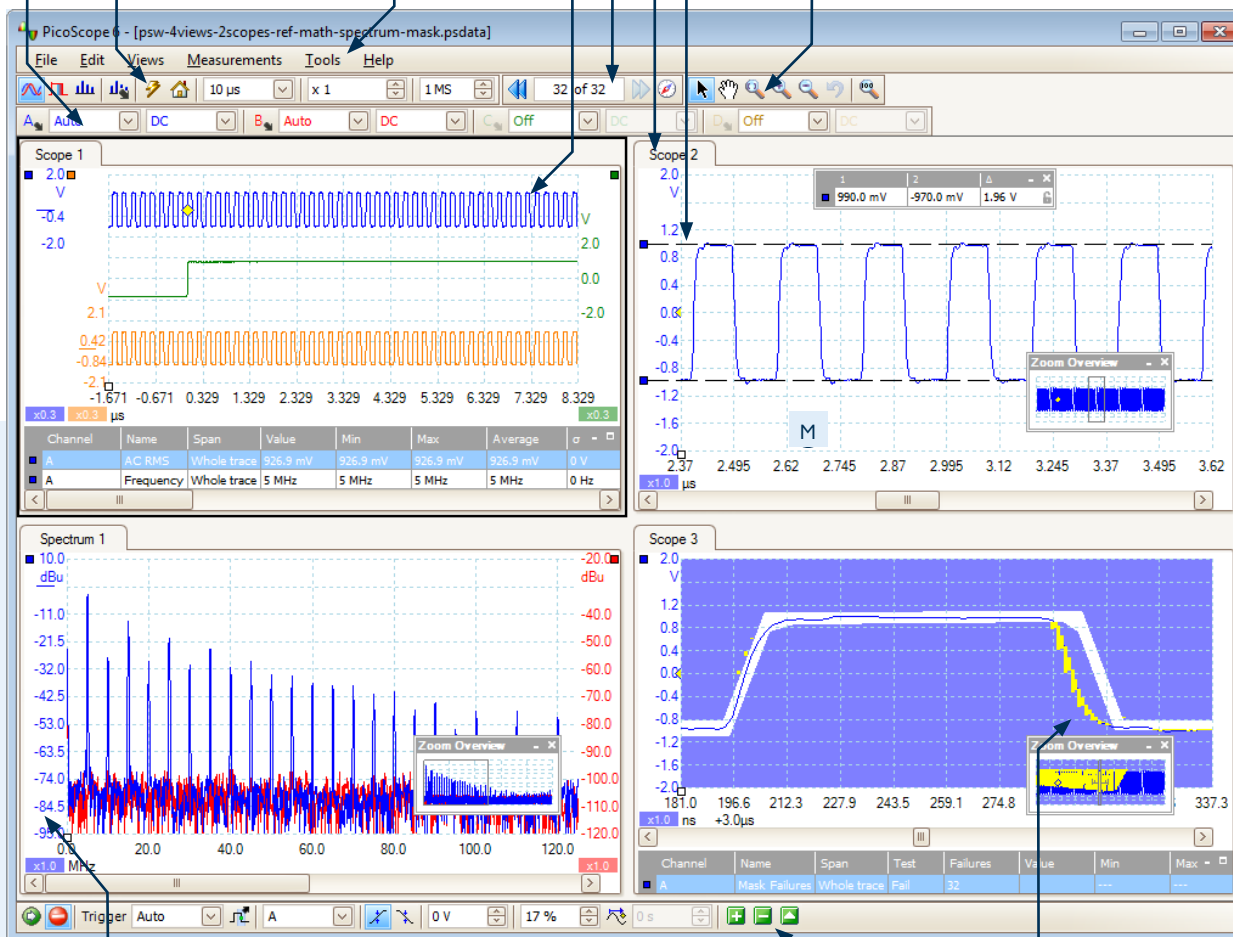 PicoScope 6 - [psw-4views-2scopes-ref-math-spectrum-mask.psdata]
File Edit Views Measurements Tools Help
10 µs x 1 1 MS 32 of 32
A Auto DC B Auto DC C Off DC D Off DC
Scope 1
2.0
V
-0.4
-2.0
V
2.0
0.0
-2.0
V
2.1
0.42
-0.84
-2.1
-1.671 -0.671 0.329 1.329 2.329 3.329 4.329 5.329 6.329 7.329 8.329
x0.3 x0.3 µs x0.3
Channel Name Span Value Min Max Average σ
A AC RMS Whole trace 926.9 mV 926.9 mV 926.9 mV 926.9 mV 0 V
A Frequency Whole trace 5 MHz 5 MHz 5 MHz 5 MHz 0 Hz
Scope 2
2.0
V
1.2
0.8
0.4
0.0
-0.4
-0.8
-1.2
-1.6
-2.0
1 2 Δ
990.0 mV -970.0 mV 1.96 V
Zoom Overview
M
2.37 2.495 2.62 2.745 2.87 2.995 3.12 3.245 3.37 3.495 3.62
x1.0 µs
Spectrum 1
10.0
dBu
-11.0
-21.5
-32.0
-42.5
-53.0
-63.5
-74.0
-84.5
-95.0
-20.0
dBu
-40.0
-50.0
-60.0
-70.0
-80.0
-90.0
-100.0
-110.0
-120.0
Zoom Overview
0.0 20.0 40.0 60.0 80.0 100.0 120.0
x1.0 MHz x1.0
Scope 3
2.0
V
1.2
0.8
0.4
0.0
-0.4
-0.8
-1.2
-1.6
-2.0
Zoom Overview
181.0 196.6 212.3 227.9 243.5 259.1 274.8 337.3
x1.0 ns +3.0µs
Channel Name Span Test Failures Value Min Max
A Mask Failures Whole trace Fail 32 --- ---
Trigger Auto A 0 V 17 % 0 s